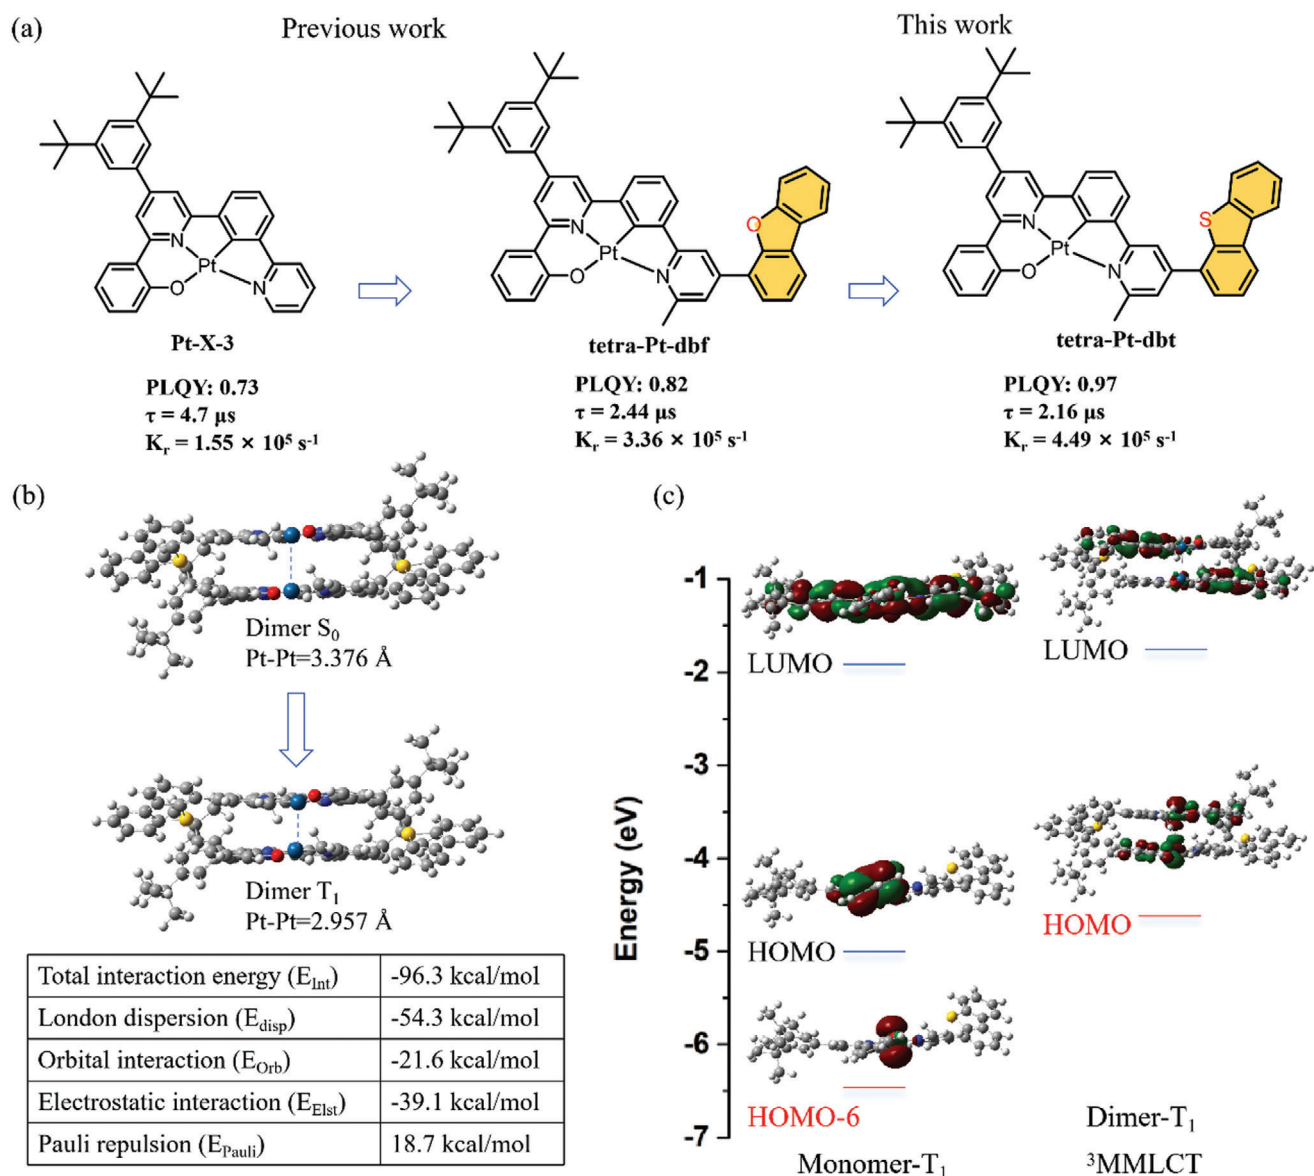 (a)
Previous work
This work
N
Pt
O
N
Pt-X-3
PLQY: 0.73
τ = 4.7 μs
Kᵣ = 1.55 × 10⁵ s⁻¹
O
N
Pt
O
N
tetra-Pt-dbf
PLQY: 0.82
τ = 2.44 μs
Kᵣ = 3.36 × 10⁵ s⁻¹
S
N
Pt
O
N
tetra-Pt-dbt
PLQY: 0.97
τ = 2.16 μs
Kᵣ = 4.49 × 10⁵ s⁻¹
(b)
Dimer S₀
Pt-Pt=3.376 Å
Dimer T₁
Pt-Pt=2.957 Å
Total interaction energy (E_Int) -96.3 kcal/mol
London dispersion (E_disp) -54.3 kcal/mol
Orbital interaction (E_Orb) -21.6 kcal/mol
Electrostatic interaction (E_Elst) -39.1 kcal/mol
Pauli repulsion (E_Pauli) 18.7 kcal/mol
(c)
Energy (eV)
-1
-2
-3
-4
-5
-6
-7
LUMO
HOMO
HOMO-6
Monomer-T₁
LUMO
HOMO
Dimer-T₁
³MMLCT